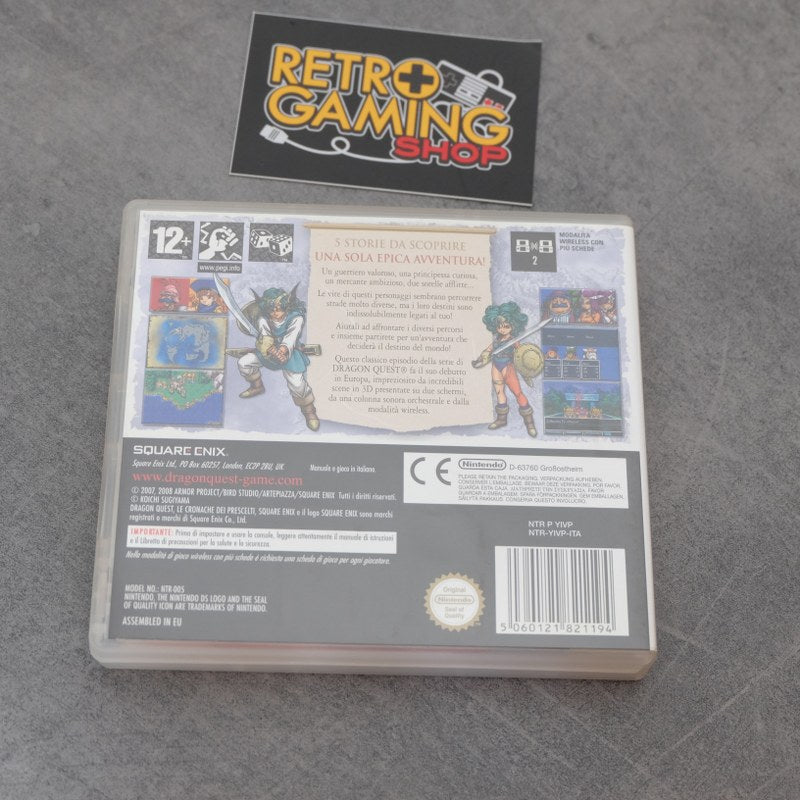 RETRO
GAMING
SHOP
12+
www.pegi.info
5 STORIE DA SCOPRIRE
UNA SOLA EPICA AVVENTURA!
Un guerriero valoroso, una principessa curiosa,
un mercante ambizioso, due sorelle afflitte...
Le vite di questi personaggi sembrano percorrere
strade molto diverse, ma i loro destini sono
indissolubilmente legati al tuo!
Aiutali ad affrontare i diversi percorsi
e insieme partirete per un'avventura che
deciderà il destino del mondo!
Questo classico episodio della serie di
DRAGON QUEST® fa il suo debutto
in Europa, impreziosito da incredibili
scene in 3D presentate su due schermi,
da una colonna sonora orchestrale e dalla
modalità wireless.
2
MODALITÀ
WIRELESS CON
PIÙ SCHEDE
SQUARE ENIX.
Square Enix Ltd., PO Box 60257, London, EC2P 2BU, UK
Manuale e gioco in italiano.
www.dragonquest-game.com
© 2007, 2008 ARMOR PROJECT/BIRD STUDIO/ARTEPIAZZA/SQUARE ENIX Tutti i diritti riservati.
© KOICHI SUGIYAMA
DRAGON QUEST, LE CRONACHE DEI PRESCELTI, SQUARE ENIX e il logo SQUARE ENIX sono marchi
registrati o marchi di Square Enix Co., Ltd.
IMPORTANTE: Prima di impostare e usare la console, leggere attentamente il manuale di istruzioni
e il Libretto di precauzioni per la salute e la sicurezza.
Nella modalità di gioco wireless con più schede è richiesta una scheda di gioco per ogni giocatore.
MODEL NO.: NTR-005
NINTENDO, THE NINTENDO DS LOGO AND THE SEAL
OF QUALITY ICON ARE TRADEMARKS OF NINTENDO.
ASSEMBLED IN EU
CE
Nintendo D-63760 Großostheim
PLEASE RETAIN THE PACKAGING. VERPACKUNG AUFHEBEN.
NTR P YIVP
NTR-YIVP-ITA
Original
Nintendo
Seal of
Quality
5 060121 821194